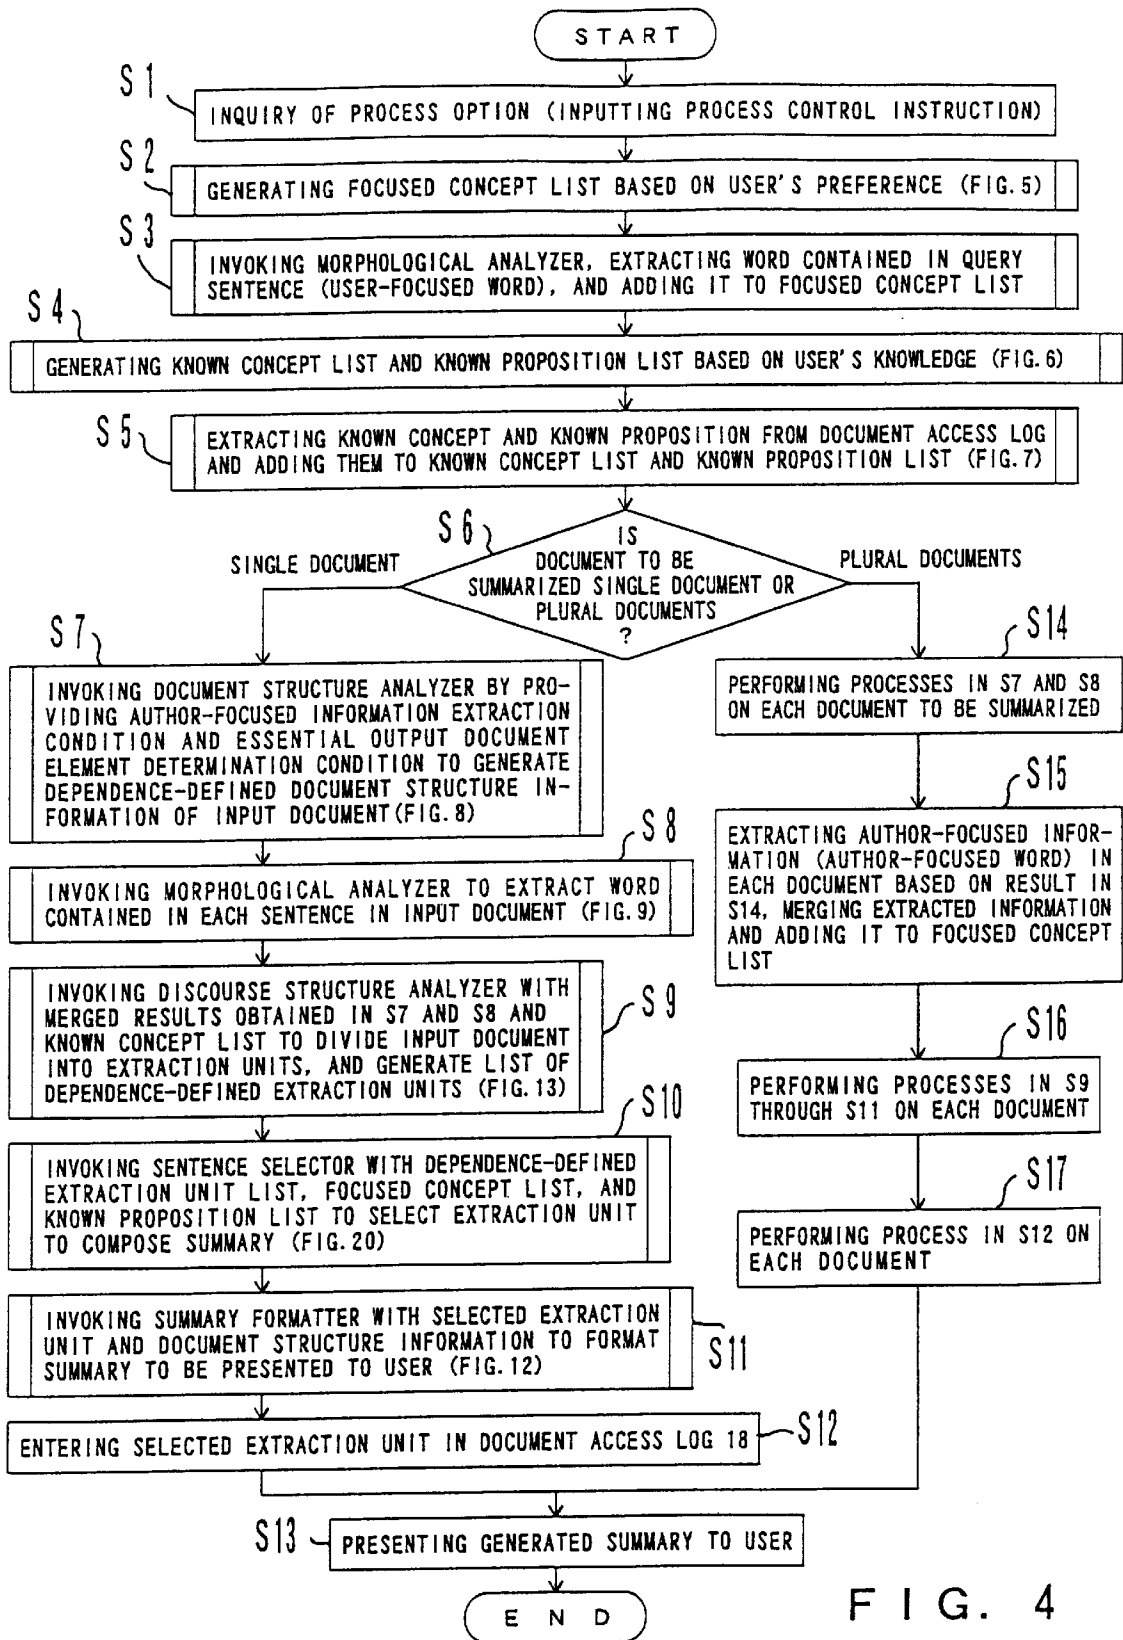 START
S1
INQUIRY OF PROCESS OPTION (INPUTTING PROCESS CONTROL INSTRUCTION)
S2
GENERATING FOCUSED CONCEPT LIST BASED ON USER'S PREFERENCE (FIG.5)
S3
INVOKING MORPHOLOGICAL ANALYZER, EXTRACTING WORD CONTAINED IN QUERY
SENTENCE (USER-FOCUSED WORD), AND ADDING IT TO FOCUSED CONCEPT LIST
S4
GENERATING KNOWN CONCEPT LIST AND KNOWN PROPOSITION LIST BASED ON USER'S KNOWLEDGE (FIG.6)
S5
EXTRACTING KNOWN CONCEPT AND KNOWN PROPOSITION FROM DOCUMENT ACCESS LOG
AND ADDING THEM TO KNOWN CONCEPT LIST AND KNOWN PROPOSITION LIST (FIG.7)
S6
IS
DOCUMENT TO BE
SUMMARIZED SINGLE DOCUMENT OR
PLURAL DOCUMENTS
?
SINGLE DOCUMENT
PLURAL DOCUMENTS
S7
INVOKING DOCUMENT STRUCTURE ANALYZER BY PRO-
VIDING AUTHOR-FOCUSED INFORMATION EXTRACTION
CONDITION AND ESSENTIAL OUTPUT DOCUMENT
ELEMENT DETERMINATION CONDITION TO GENERATE
DEPENDENCE-DEFINED DOCUMENT STRUCTURE IN-
FORMATION OF INPUT DOCUMENT(FIG.8)
S8
INVOKING MORPHOLOGICAL ANALYZER TO EXTRACT WORD
CONTAINED IN EACH SENTENCE IN INPUT DOCUMENT (FIG.9)
S9
INVOKING DISCOURSE STRUCTURE ANALYZER WITH
MERGED RESULTS OBTAINED IN S7 AND S8 AND
KNOWN CONCEPT LIST TO DIVIDE INPUT DOCUMENT
INTO EXTRACTION UNITS, AND GENERATE LIST OF
DEPENDENCE-DEFINED EXTRACTION UNITS (FIG.13)
S10
INVOKING SENTENCE SELECTOR WITH DEPENDENCE-DEFINED
EXTRACTION UNIT LIST, FOCUSED CONCEPT LIST, AND
KNOWN PROPOSITION LIST TO SELECT EXTRACTION UNIT
TO COMPOSE SUMMARY (FIG.20)
S11
INVOKING SUMMARY FORMATTER WITH SELECTED EXTRACTION
UNIT AND DOCUMENT STRUCTURE INFORMATION TO FORMAT
SUMMARY TO BE PRESENTED TO USER (FIG.12)
S12
ENTERING SELECTED EXTRACTION UNIT IN DOCUMENT ACCESS LOG 18
S14
PERFORMING PROCESSES IN S7 AND S8
ON EACH DOCUMENT TO BE SUMMARIZED
S15
EXTRACTING AUTHOR-FOCUSED INFOR-
MATION (AUTHOR-FOCUSED WORD) IN
EACH DOCUMENT BASED ON RESULT IN
S14, MERGING EXTRACTED INFORMATION
AND ADDING IT TO FOCUSED CONCEPT
LIST
S16
PERFORMING PROCESSES IN S9
THROUGH S11 ON EACH DOCUMENT
S17
PERFORMING PROCESS IN S12 ON
EACH DOCUMENT
S13
PRESENTING GENERATED SUMMARY TO USER
END
FIG. 4